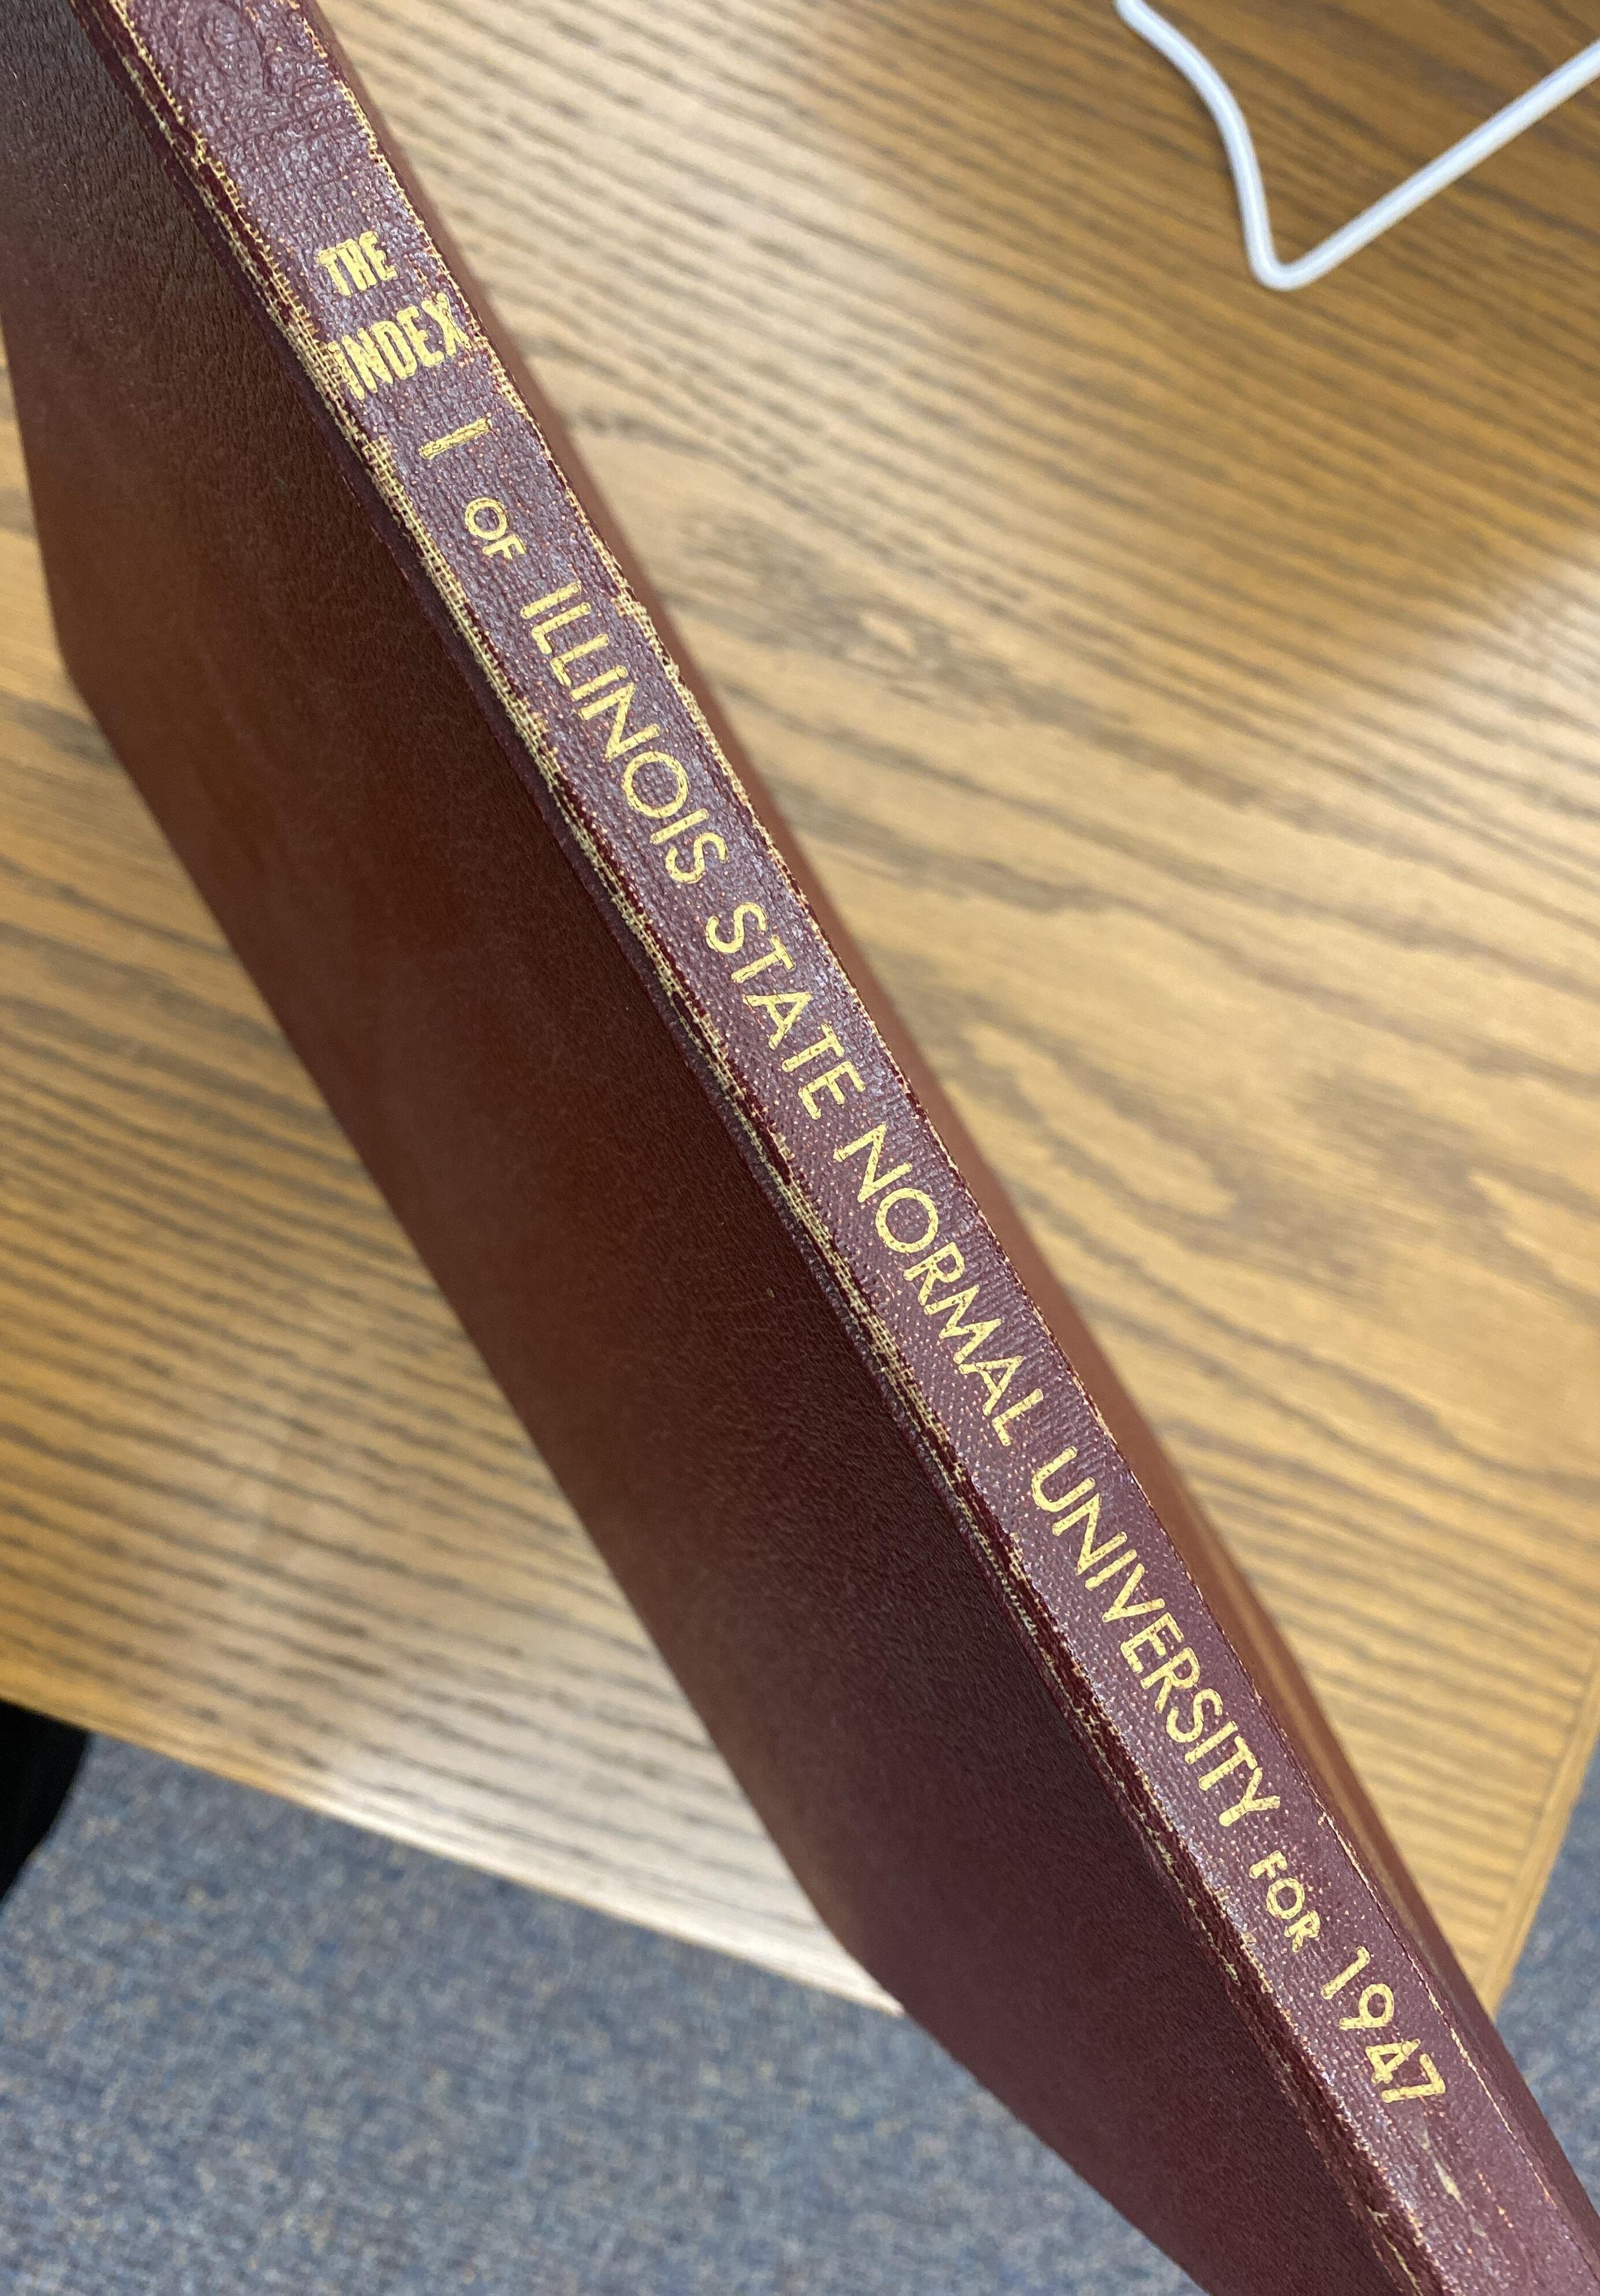 THE
INDEX
OF ILLINOIS STATE NORMAL UNIVERSITY FOR 1947